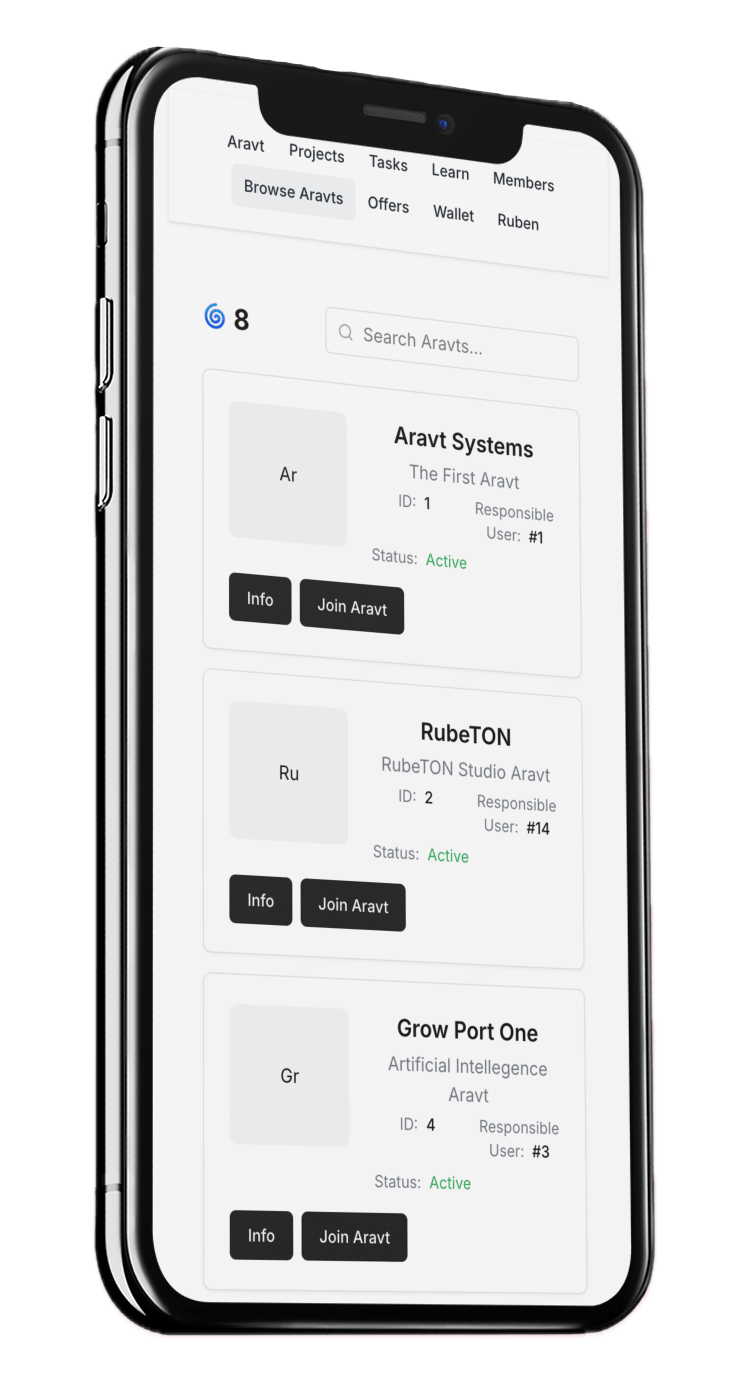 Aravt Projects Tasks Learn Members
Browse Aravts Offers Wallet Ruben
🌀 8
Search Aravts...
Ar
Aravt Systems
The First Aravt
ID: 1
Responsible
User: #1
Status: Active
Info
Join Aravt
Ru
RubeTON
RubeTON Studio Aravt
ID: 2
Responsible
User: #14
Status: Active
Info
Join Aravt
Gr
Grow Port One
Artificial Intellegence
Aravt
ID: 4
Responsible
User: #3
Status: Active
Info
Join Aravt